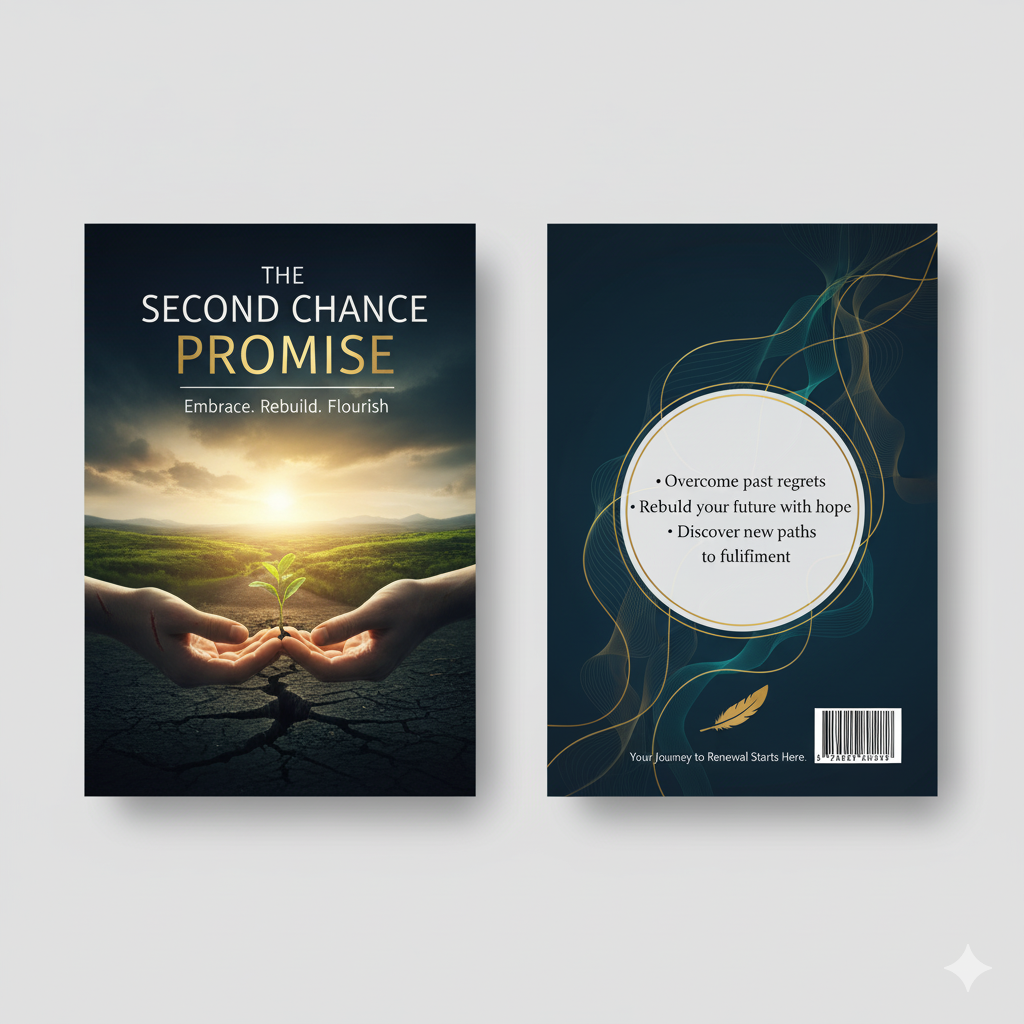 THE
SECOND CHANCE
PROMISE
Embrace. Rebuild. Flourish
• Overcome past regrets
• Rebuld your future with hope
• Discover new paths
to fulifiment
Your Journey to Renewal Starts Here.